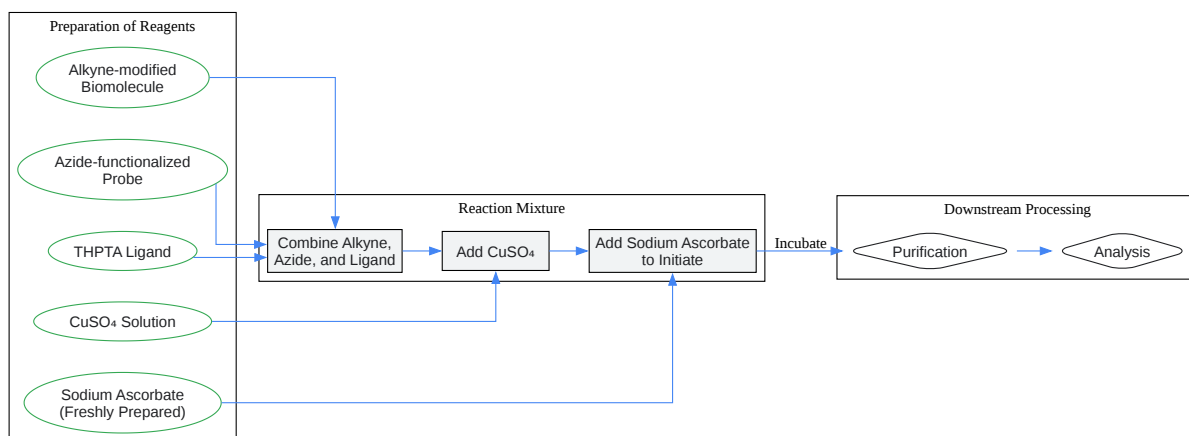 Preparation of Reagents
Alkyne-modified
Biomolecule
Azide-functionalized
Probe
THPTA Ligand
CuSO₄ Solution
Sodium Ascorbate
(Freshly Prepared)
Reaction Mixture
Combine Alkyne,
Azide, and Ligand
Add CuSO₄
Add Sodium Ascorbate
to Initiate
Incubate
Downstream Processing
Purification
Analysis